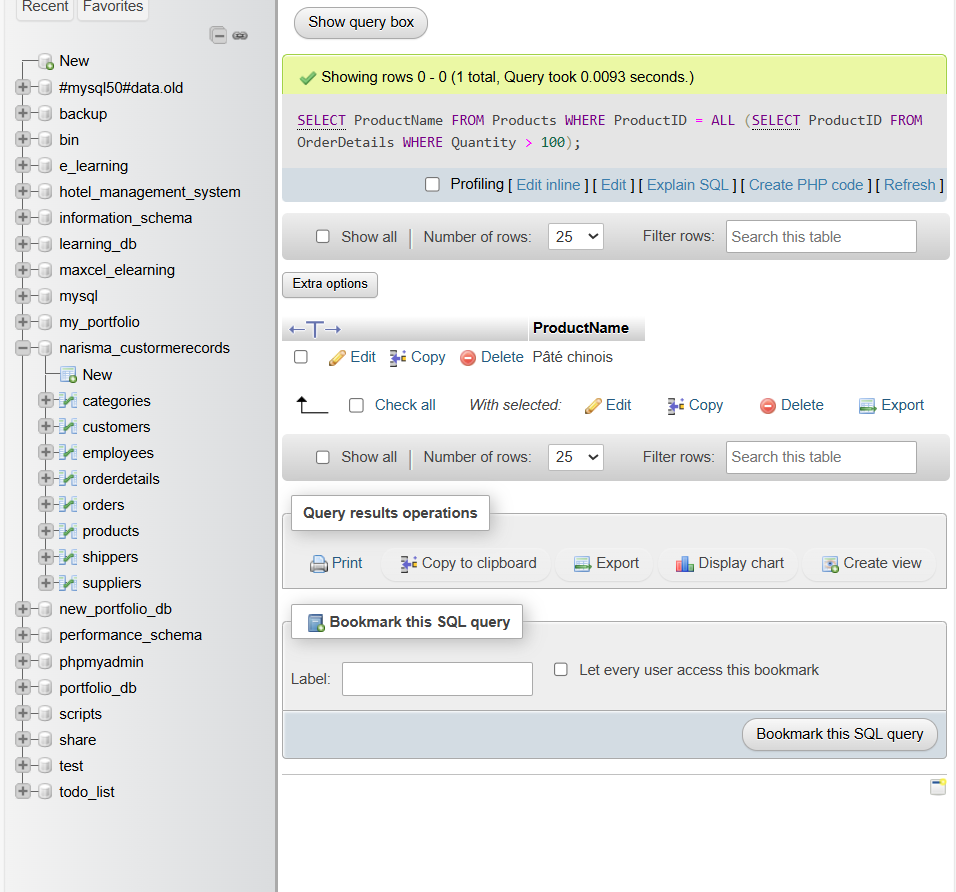 Recent Favorites
New
#mysql50#data.old
backup
bin
e_learning
hotel_management_system
information_schema
learning_db
maxcel_elearning
mysql
my_portfolio
narisma_custormerecords
New
categories
customers
employees
orderdetails
orders
products
shippers
suppliers
new_portfolio_db
performance_schema
phpmyadmin
portfolio_db
scripts
share
test
todo_list
Show query box
Showing rows 0 - 0 (1 total, Query took 0.0093 seconds.)
SELECT ProductName FROM Products WHERE ProductID = ALL (SELECT ProductID FROM
OrderDetails WHERE Quantity > 100);
Profiling [ Edit inline ] [ Edit ] [ Explain SQL ] [ Create PHP code ] [ Refresh ]
Show all | Number of rows: 25 Filter rows: Search this table
Extra options
←T→ ProductName
Edit Copy Delete Pâté chinois
Check all With selected: Edit Copy Delete Export
Show all | Number of rows: 25 Filter rows: Search this table
Query results operations
Print Copy to clipboard Export Display chart Create view
Bookmark this SQL query
Label: Let every user access this bookmark
Bookmark this SQL query